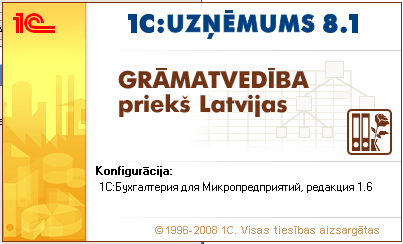 1C
1C:UZŅĒMUMS 8.1
GRĀMATVEDĪBA
priekš Latvijas
Konfigurācija:
1С:Бухгалтерия для Микропредприятий, редакция 1.6
©1996-2008 1C. Visas tiesības aizsargātas